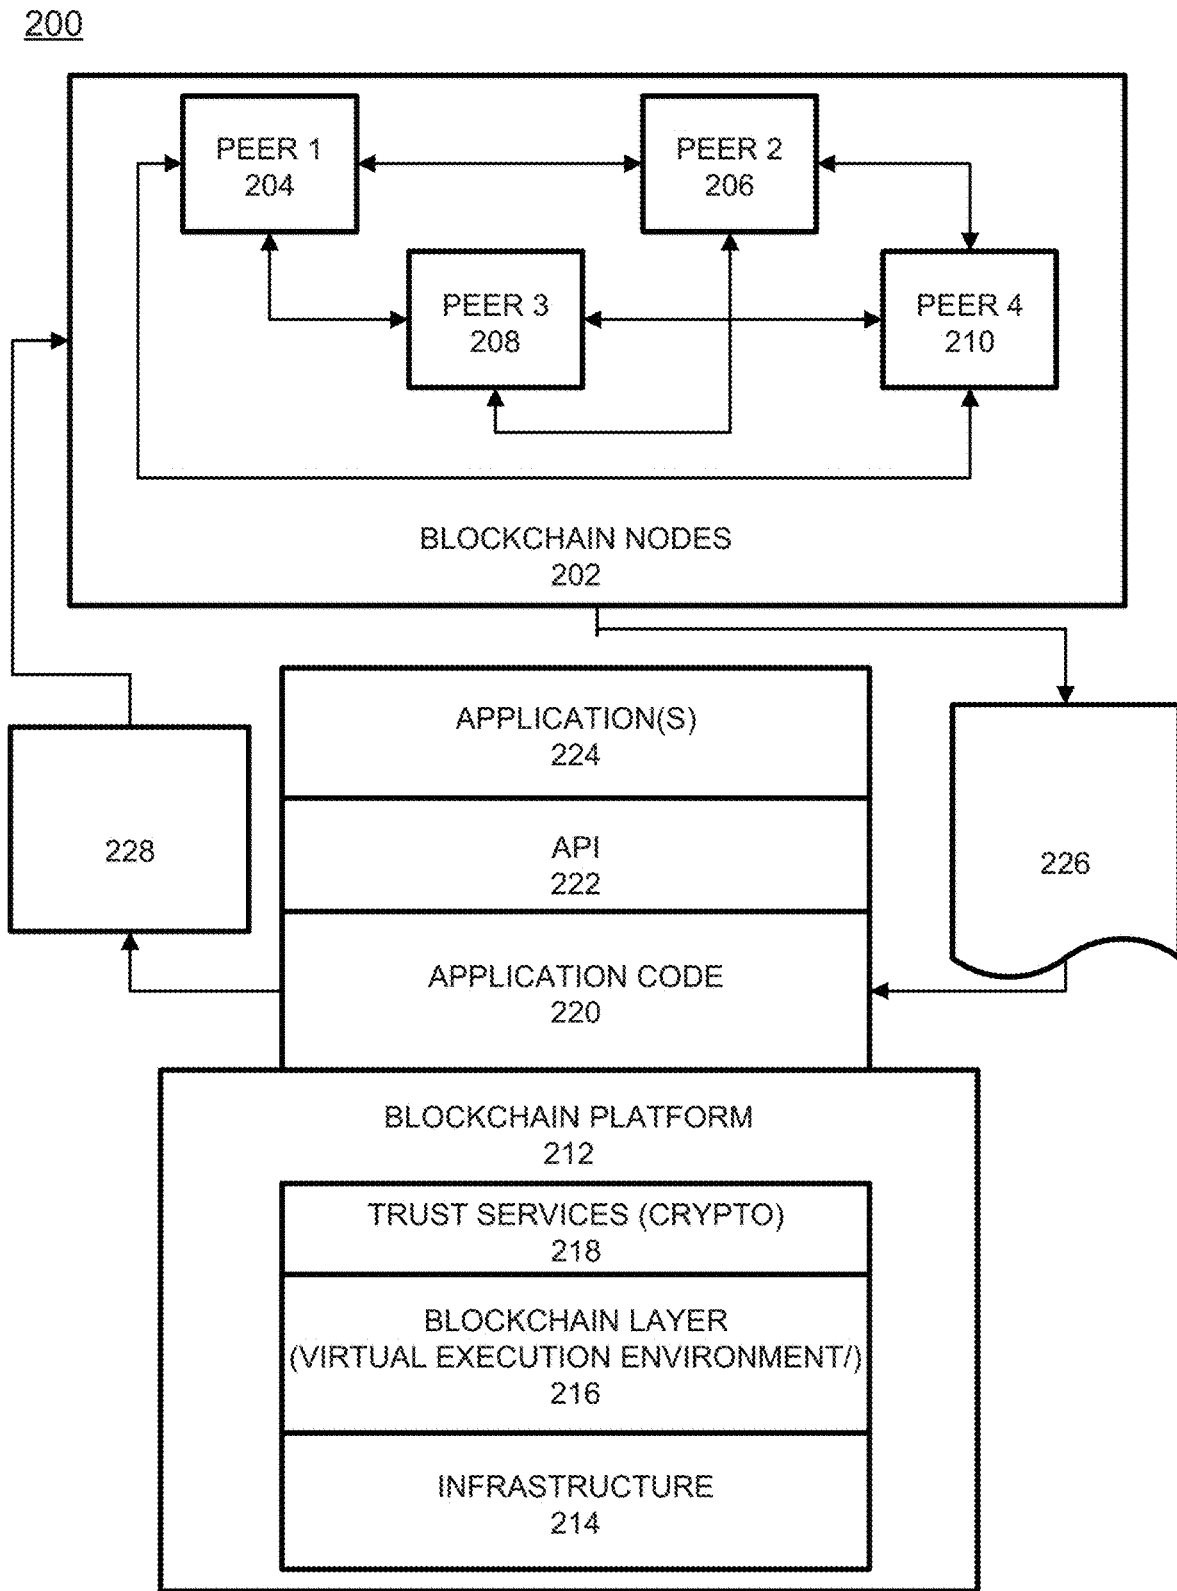 200
PEER 1
204
PEER 2
206
PEER 3
208
PEER 4
210
BLOCKCHAIN NODES
202
APPLICATION(S)
224
API
222
228
226
APPLICATION CODE
220
BLOCKCHAIN PLATFORM
212
TRUST SERVICES (CRYPTO)
218
BLOCKCHAIN LAYER
(VIRTUAL EXECUTION ENVIRONMENT/)
216
INFRASTRUCTURE
214